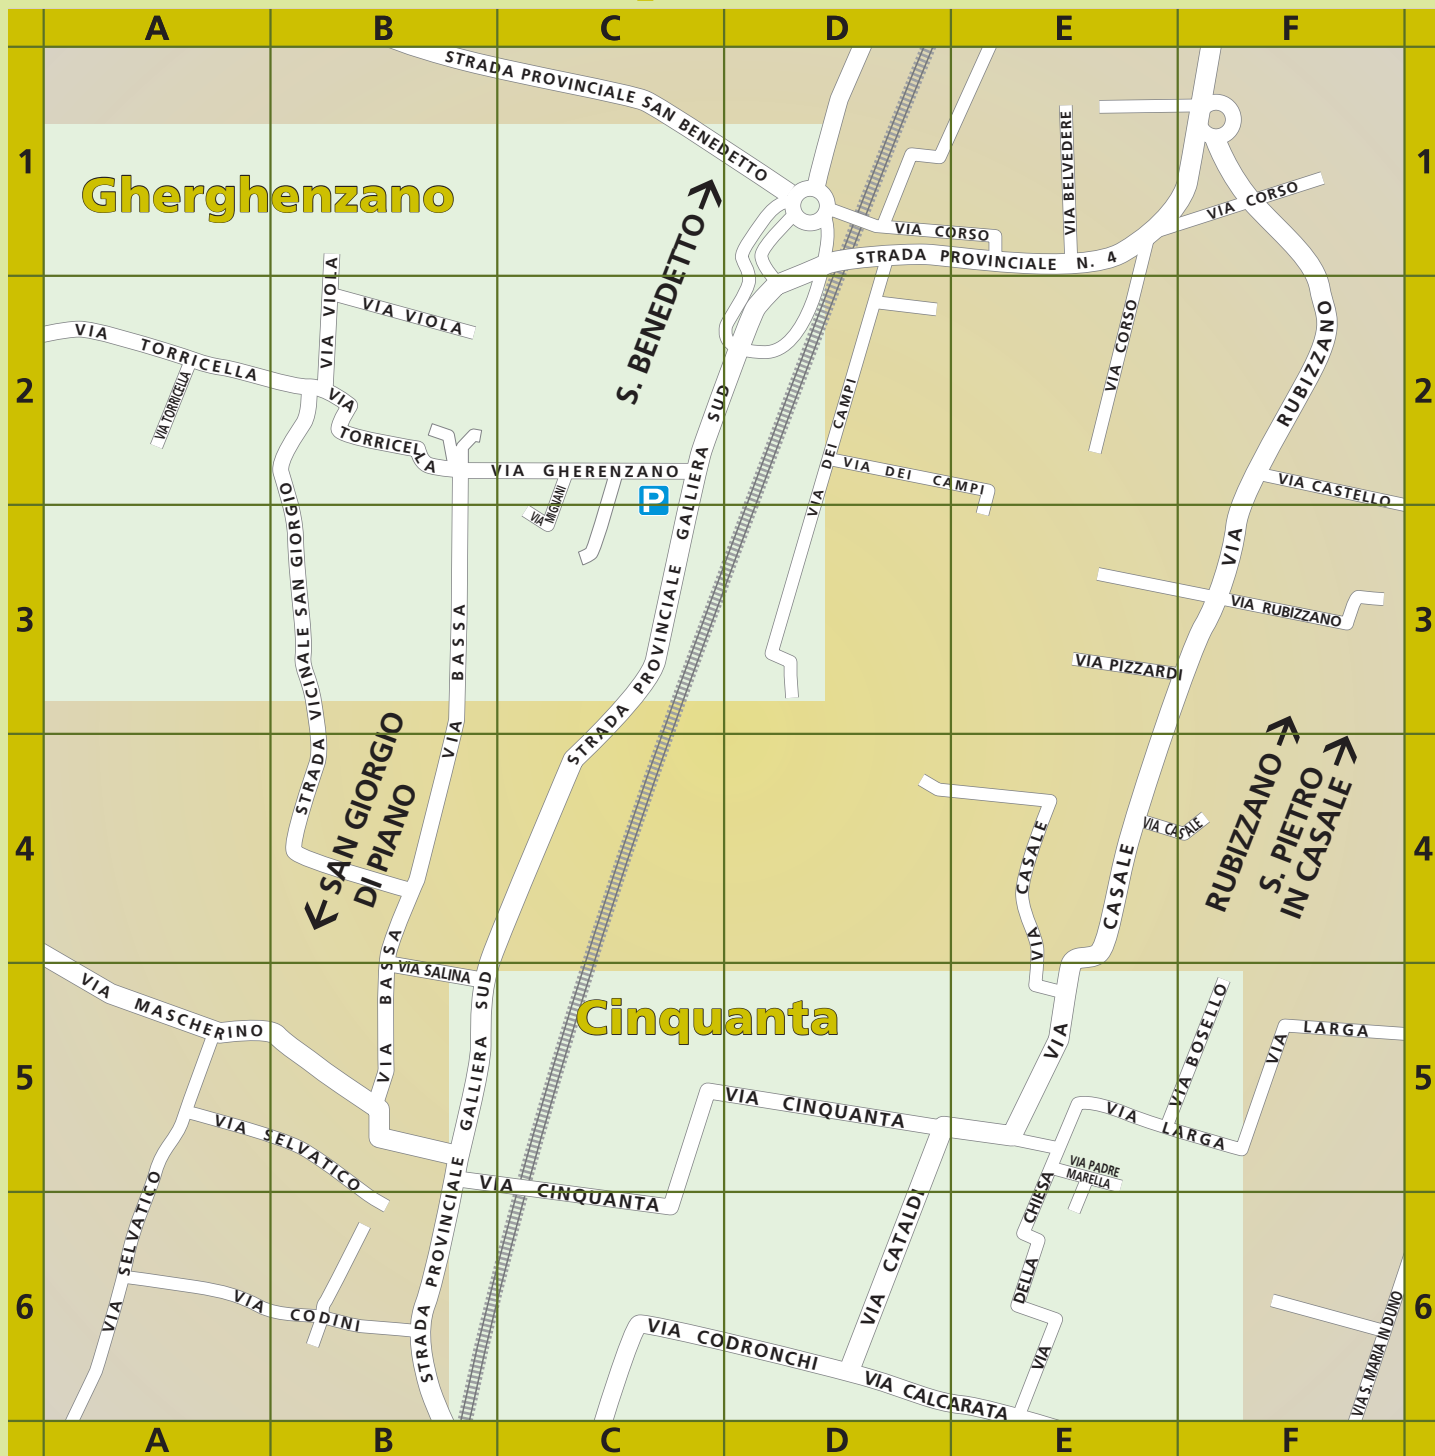 A B C D E F
1
STRADA PROVINCIALE SAN BENEDETTO
Gherghenzano
S. BENEDETTO
VIA CORSO
STRADA PROVINCIALE N. 4
VIA BELVEDERE
VIA CORSO
1
2
VIA TORRICELLA
VIA TORRICELLA
VIA VIOLA
VIA VIOLA
VIA TORRICELLA
VIA GHERENZANO
P
VIA MIGNANI
VIA DEI CAMPI
VIA DEI CAMPI
VIA CORSO
VIA RUBIZZANO
VIA CASTELLO
2
3
STRADA VICINALE SAN GIORGIO
VIA BASSA
STRADA PROVINCIALE GALLIERA SUD
VIA RUBIZZANO
VIA PIZZARDI
3
4
SAN GIORGIO
DI PIANO
VIA CASALE
VIA CASALE
VIA CASALE
RUBIZZANO
S. PIETRO
IN CASALE
4
5
VIA MASCHERINO
VIA BASSA
VIA SALINA
Cinquanta
VIA SELVATICO
VIA CINQUANTA
VIA CINQUANTA
VIA BOSELLO
VIA LARGA
VIA LARGA
VIA PADRE
MARELLA
5
6
VIA SELVATICO
VIA CODINI
STRADA PROVINCIALE GALLIERA SUD
VIA CODRONCHI
VIA CATALDI
VIA CALCARATA
VIA DELLA CHIESA
VIA S. MARIA IN DUNO
6
A B C D E F